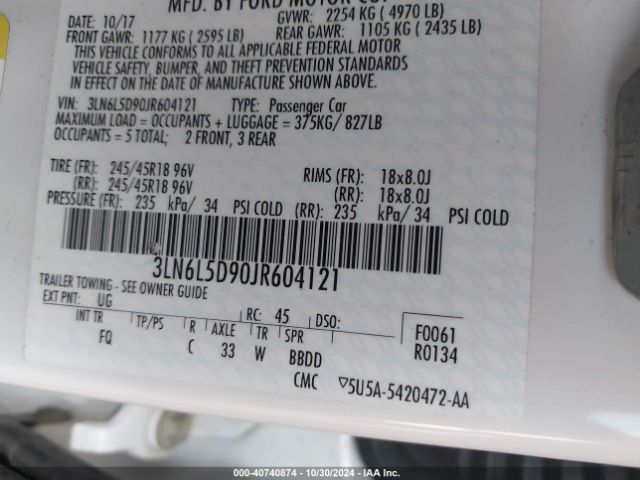 MFD. BY FORD MOTOR CO.
DATE: 10/17 GVWR: 2254 KG ( 4970 LB)
FRONT GAWR: 1177 KG ( 2595 LB) REAR GAWR: 1105 KG ( 2435 LB)
THIS VEHICLE CONFORMS TO ALL APPLICABLE FEDERAL MOTOR
VEHICLE SAFETY, BUMPER, AND THEFT PREVENTION STANDARDS
IN EFFECT ON THE DATE OF MANUFACTURE SHOWN ABOVE.
VIN: 3LN6L5D90JR604121 TYPE: Passenger Car
MAXIMUM LOAD = OCCUPANTS + LUGGAGE = 375KG/ 827LB
OCCUPANTS = 5 TOTAL; 2 FRONT, 3 REAR
TIRE (FR): 245/45R18 96V RIMS (FR): 18x8.0J
(RR): 245/45R18 96V (RR): 18x8.0J
PRESSURE (FR): 235 kPa/ 34 PSI COLD (RR): 235 kPa/ 34 PSI COLD
3LN6L5D90JR604121
TRAILER TOWING - SEE OWNER GUIDE
EXT PNT: UG RC: 45 DSO: F0061
INT TR TP/PS R AXLE TR SPR R0134
FQ C 33 W BBDD
CMC ▽5U5A-5420472-AA
000-40740874 | 10/30/2024 | IAA Inc.